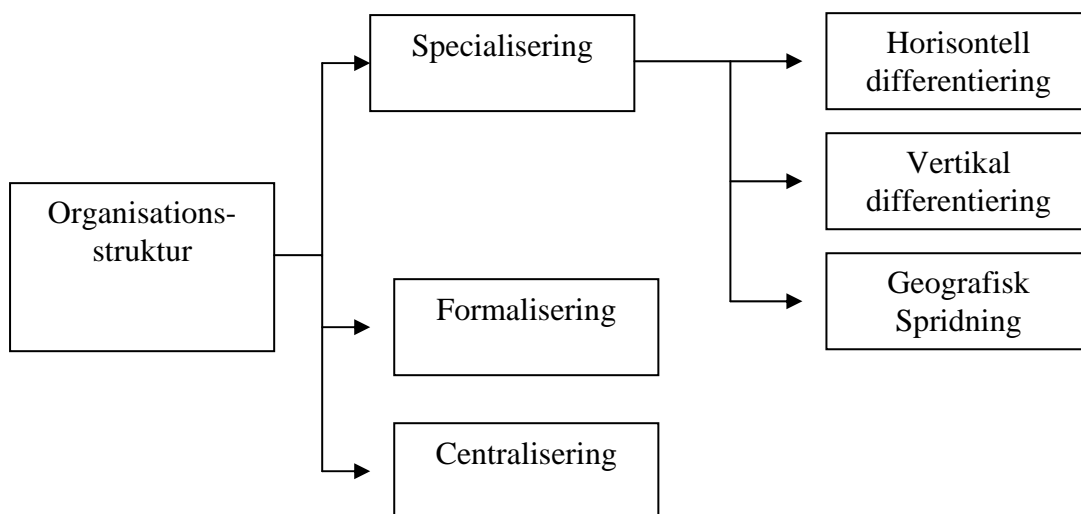 Organisations-
struktur
Specialisering
Formalisering
Centralisering
Horisontell
differentiering
Vertikal
differentiering
Geografisk
Spridning